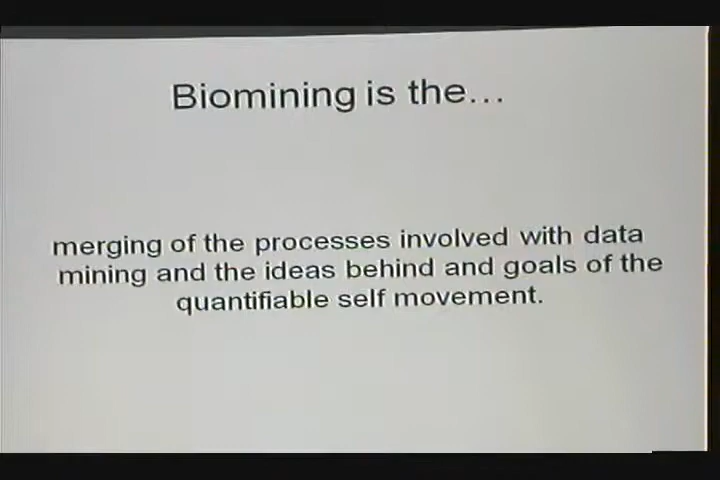 Biomining is the...
merging of the processes involved with data
mining and the ideas behind and goals of the
quantifiable self movement.